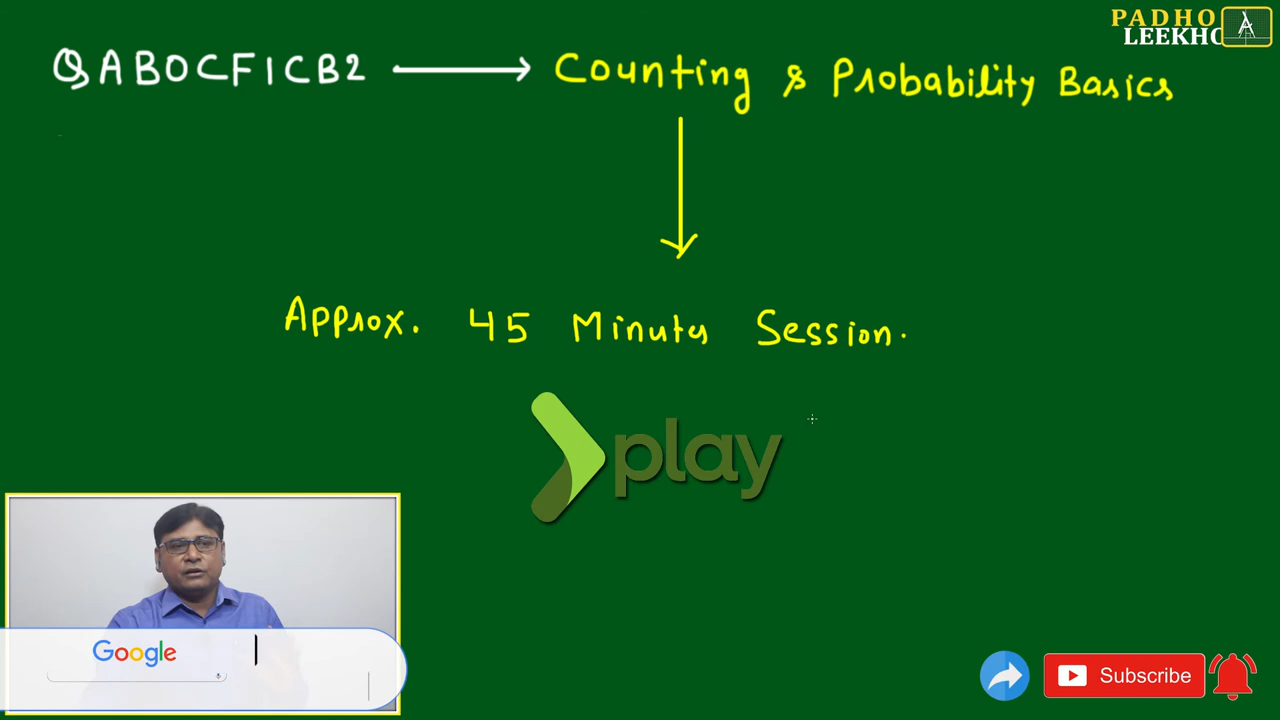 PADHO
LEEKHO
QABOCFICB2 → Counting & Probability Basics
Approx. 45 Minutes Session.
play
Google
Subscribe